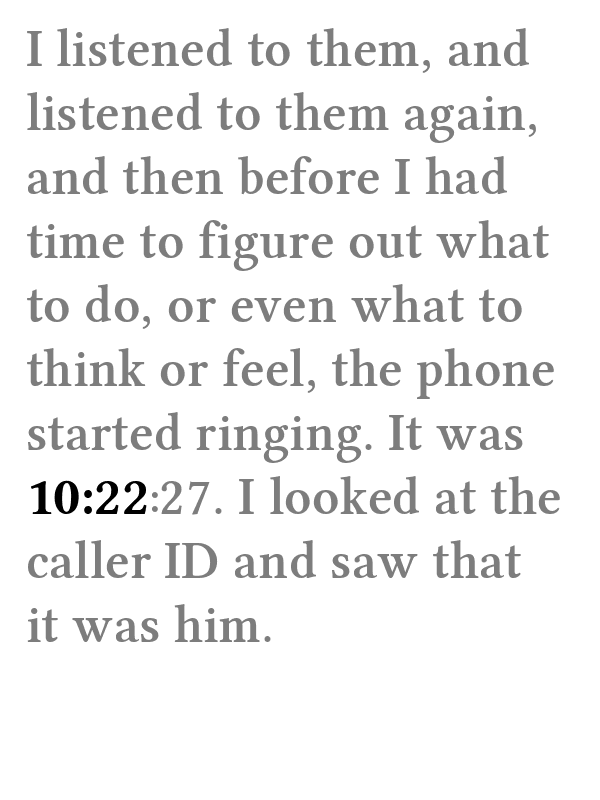 I listened to them, and
listened to them again,
and then before I had
time to figure out what
to do, or even what to
think or feel, the phone
started ringing. It was
10:22:27. I looked at the
caller ID and saw that
it was him.